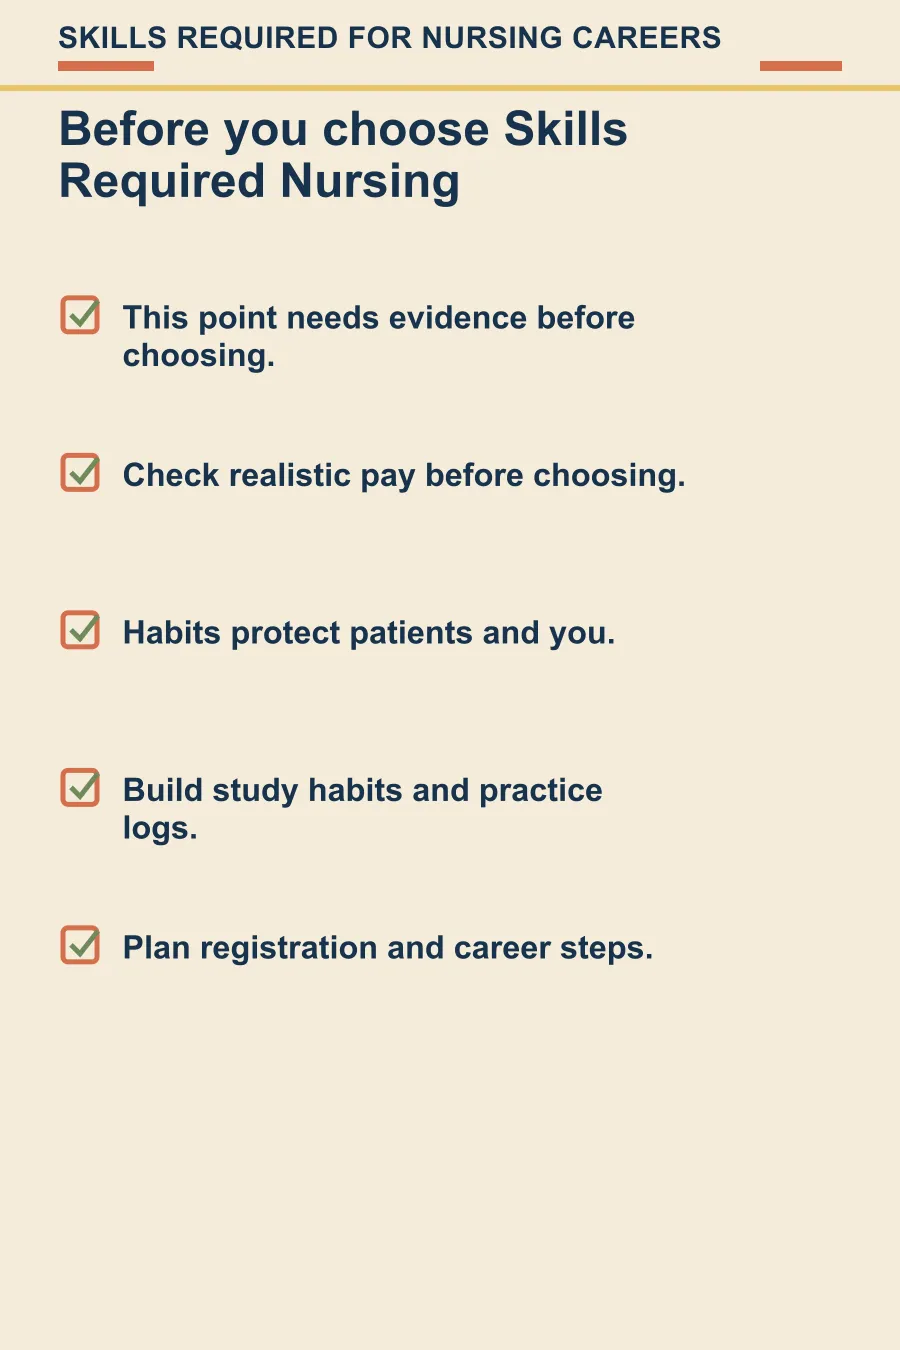 SKILLS REQUIRED FOR NURSING CAREERS
Before you choose Skills
Required Nursing
This point needs evidence before
choosing.
Check realistic pay before choosing.
Habits protect patients and you.
Build study habits and practice
logs.
Plan registration and career steps.